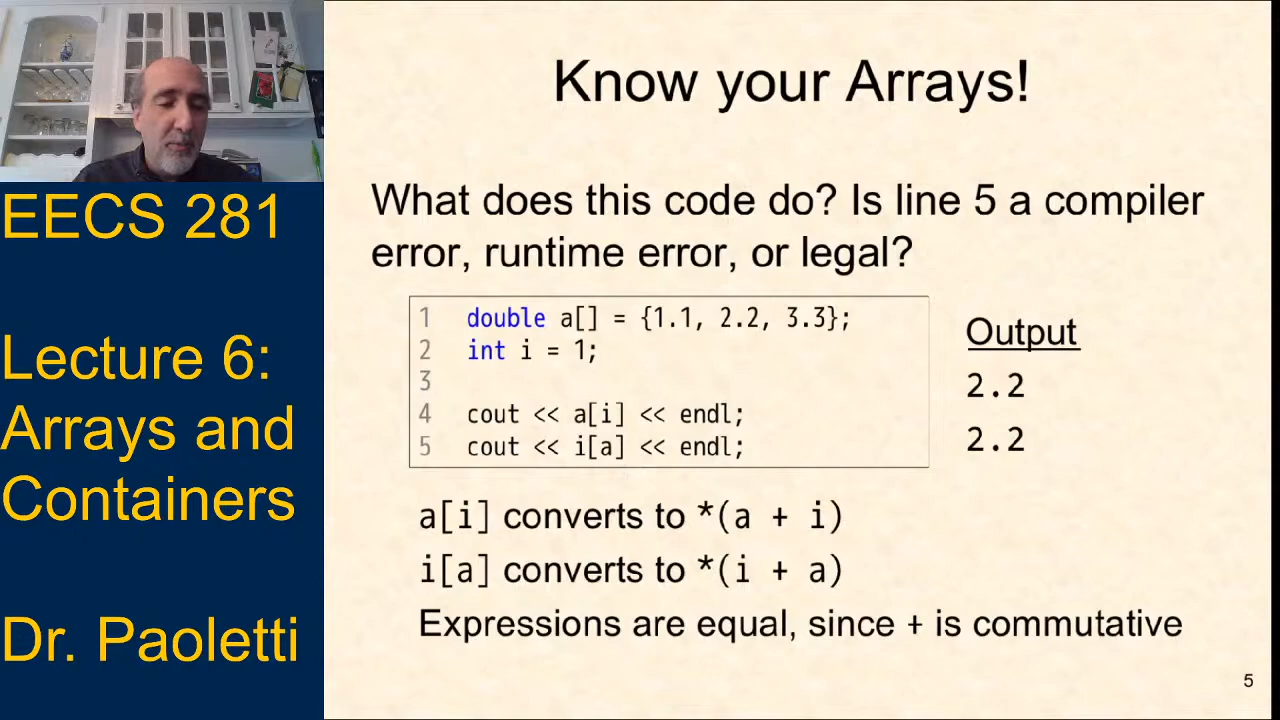 EECS 281
Lecture 6:
Arrays and
Containers
Dr. Paoletti
Know your Arrays!
What does this code do? Is line 5 a compiler
error, runtime error, or legal?
1 double a[] = {1.1, 2.2, 3.3};
2 int i = 1;
3
4 cout << a[i] << endl;
5 cout << i[a] << endl;
Output
2.2
2.2
a[i] converts to *(a + i)
i[a] converts to *(i + a)
Expressions are equal, since + is commutative
5